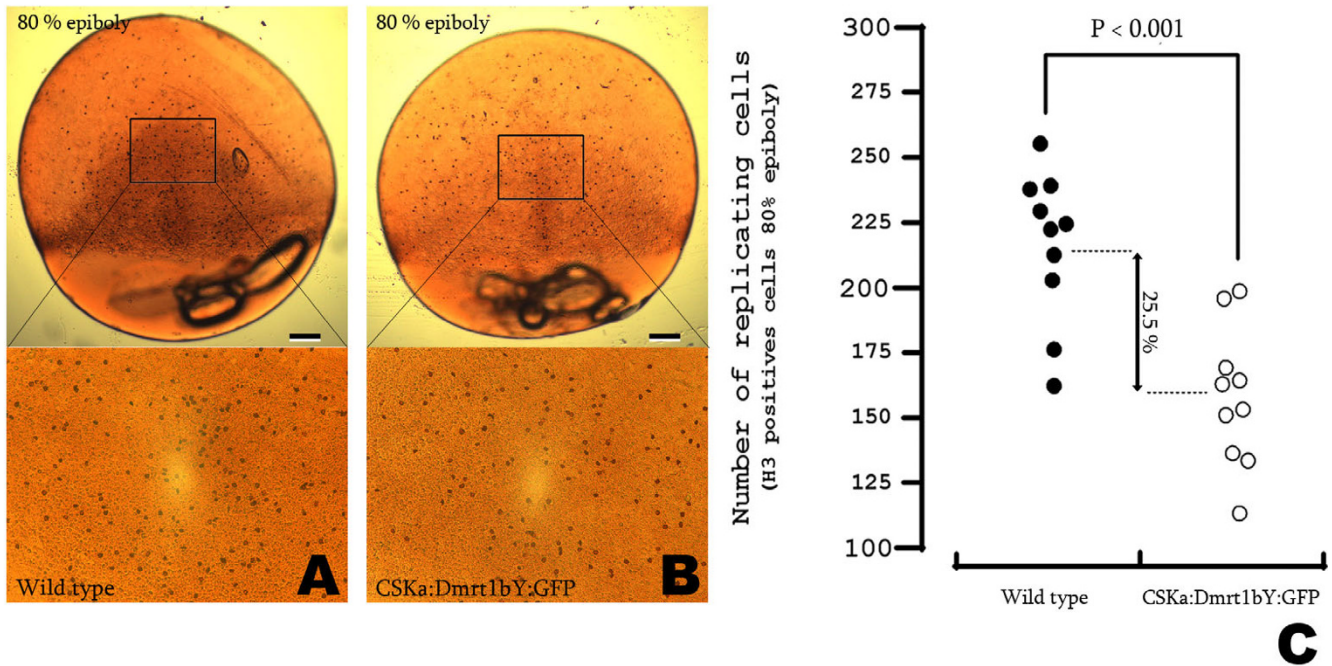 80 % epiboly
80 % epiboly
Wild type
A
CSKa:Dmrt1bY:GFP
B
Number of replicating cells
(H3 positives cells 80% epiboly)
300
275
250
225
200
175
150
125
100
P < 0.001
25.5 %
Wild type
CSKa:Dmrt1bY:GFP
C